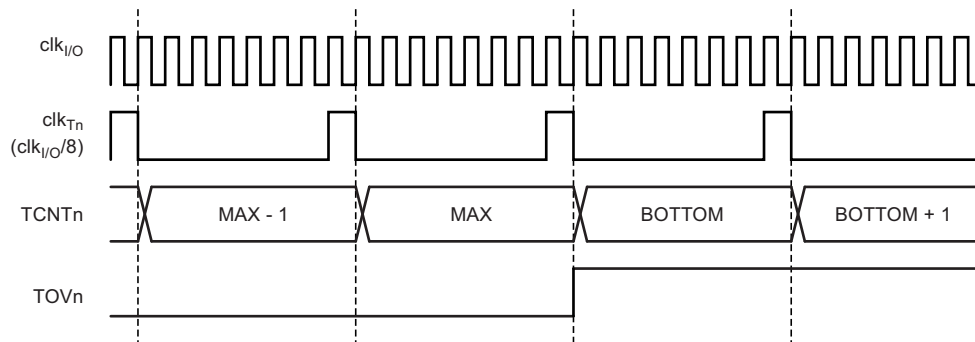 clkI/O
clkTn
(clkI/O/8)
TCNTn MAX - 1 MAX BOTTOM BOTTOM + 1
TOVn